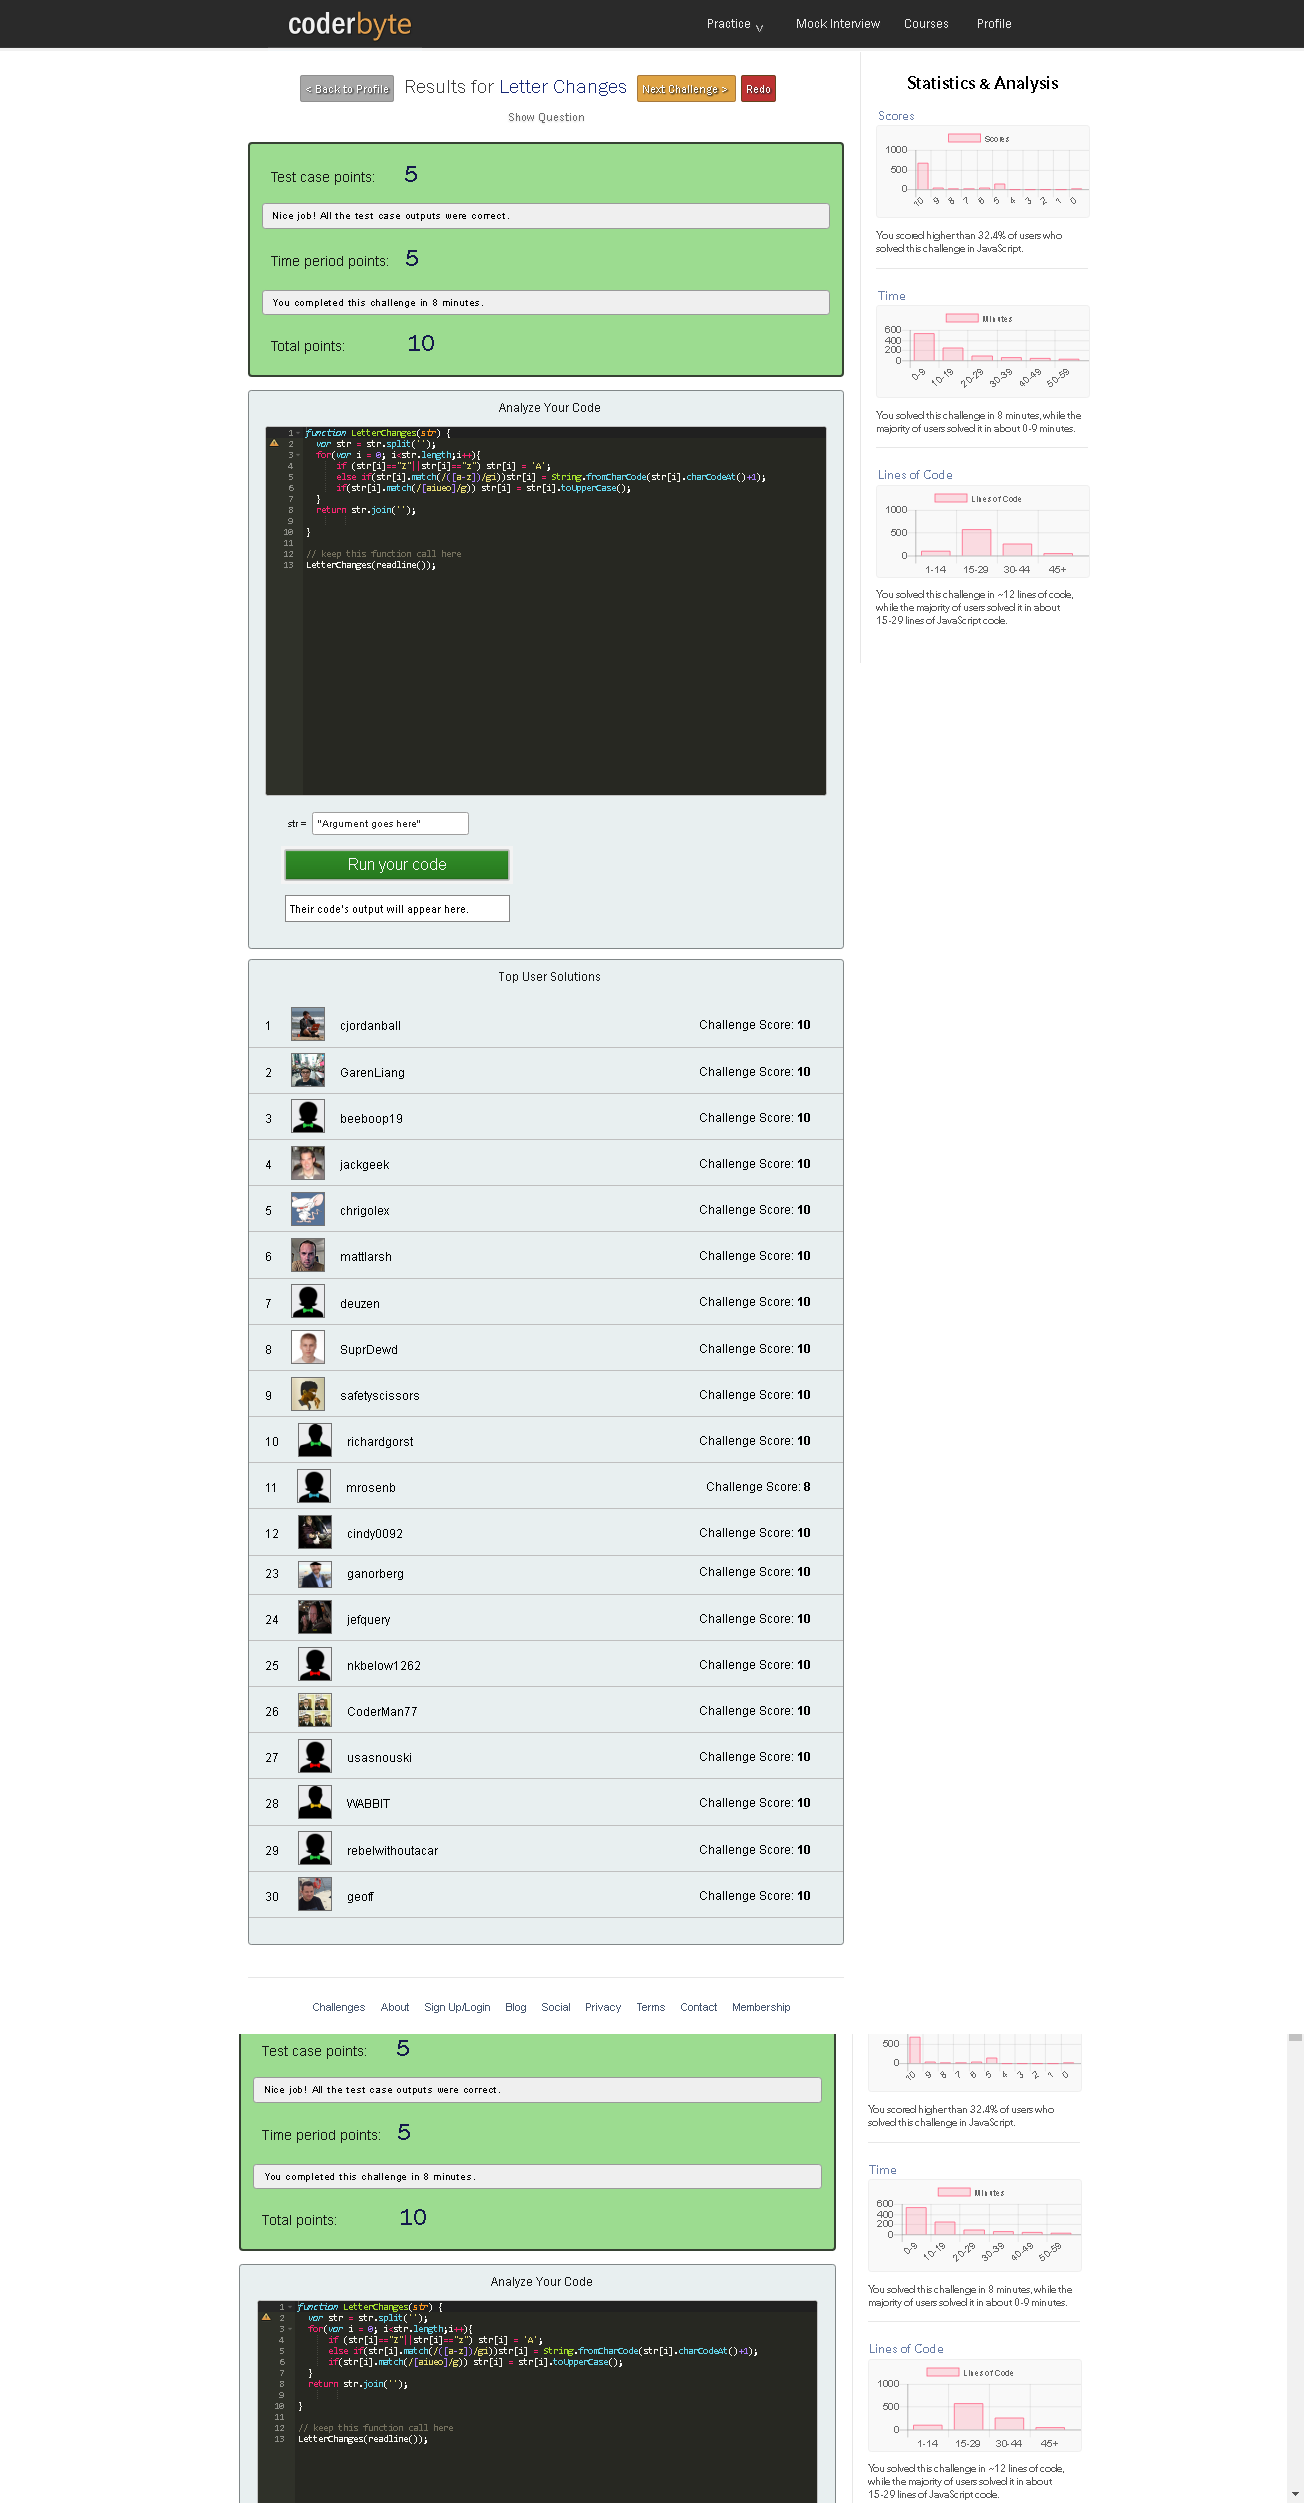 coderbyte
Practice v Mock Interview Courses Profile
< Back to Profile Results for Letter Changes Next Challenge > Redo
Show Question
Test case points: 5
Nice job! All the test case outputs were correct.
Time period points: 5
You completed this challenge in 8 minutes.
Total points: 10
Analyze Your Code
1 function LetterChanges(str) {
2 var str = str.split('');
3 for(var i = 0; i<str.length;i++){
4 if (str[i]=="Z"||str[i]=="z") str[i] = 'A';
5 else if(str[i].match(/([a-z])/gi))str[i] = String.fromCharCode(str[i].charCodeAt()+1);
6 if(str[i].match(/[aiueo]/g)) str[i] = str[i].toUpperCase();
7 }
8 return str.join('');
9
10 }
11
12 // keep this function call here
13 LetterChanges(readline());
str = "Argument goes here"
Run your code
Their code's output will appear here.
Top User Solutions
1 cjordanball Challenge Score: 10
2 GarenLiang Challenge Score: 10
3 beeboop19 Challenge Score: 10
4 jackgeek Challenge Score: 10
5 chrigolex Challenge Score: 10
6 mattlarsh Challenge Score: 10
7 deuzen Challenge Score: 10
8 SuprDewd Challenge Score: 10
9 safetyscissors Challenge Score: 10
10 richardgorst Challenge Score: 10
11 mrosenb Challenge Score: 8
12 cindy0092 Challenge Score: 10
23 ganorberg Challenge Score: 10
24 jefquery Challenge Score: 10
25 nkbelow1262 Challenge Score: 10
26 CoderMan77 Challenge Score: 10
27 usasnouski Challenge Score: 10
28 WABBIT Challenge Score: 10
29 rebelwithoutacar Challenge Score: 10
30 geoff Challenge Score: 10
Statistics & Analysis
Scores
Scores
1000
500
0
10 9 8 7 6 5 4 3 2 1 0
You scored higher than 32.4% of users who
solved this challenge in JavaScript.
Time
Minutes
600
400
200
0
0-9 10-19 20-29 30-39 40-49 50-59
You solved this challenge in 8 minutes, while the
majority of users solved it in about 0-9 minutes.
Lines of Code
Lines of Code
1000
500
0
1-14 15-29 30-44 45+
You solved this challenge in ~12 lines of code,
while the majority of users solved it in about
15-29 lines of JavaScript code.
Challenges About Sign Up/Login Blog Social Privacy Terms Contact Membership
Test case points: 5
Nice job! All the test case outputs were correct.
Time period points: 5
You completed this challenge in 8 minutes.
Total points: 10
Analyze Your Code
1 function LetterChanges(str) {
2 var str = str.split('');
3 for(var i = 0; i<str.length;i++){
4 if (str[i]=="Z"||str[i]=="z") str[i] = 'A';
5 else if(str[i].match(/([a-z])/gi))str[i] = String.fromCharCode(str[i].charCodeAt()+1);
6 if(str[i].match(/[aiueo]/g)) str[i] = str[i].toUpperCase();
7 }
8 return str.join('');
9
10 }
11
12 // keep this function call here
13 LetterChanges(readline());
500
0
10 9 8 7 6 5 4 3 2 1 0
You scored higher than 32.4% of users who
solved this challenge in JavaScript.
Time
Minutes
600
400
200
0
0-9 10-19 20-29 30-39 40-49 50-59
You solved this challenge in 8 minutes, while the
majority of users solved it in about 0-9 minutes.
Lines of Code
Lines of Code
1000
500
0
1-14 15-29 30-44 45+
You solved this challenge in ~12 lines of code,
while the majority of users solved it in about
15-29 lines of JavaScript code.